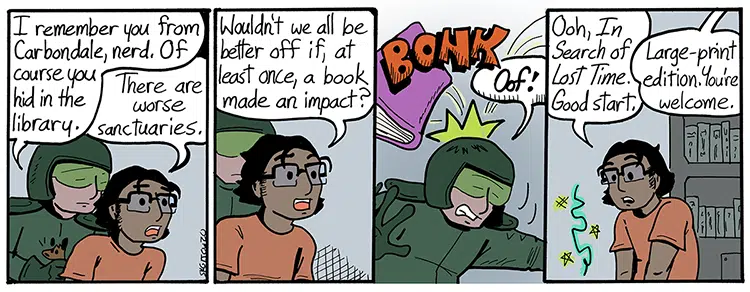 I remember you from
Carbondale, nerd. Of
course you
hid in the
library.
There are
worse
sanctuaries.
Wouldn't we all be
better off if, at
least once, a book
made an impact?
BONK
Oof!
Ooh, In
Search of
Lost Time.
Good start.
Large-print
edition. You're
welcome.